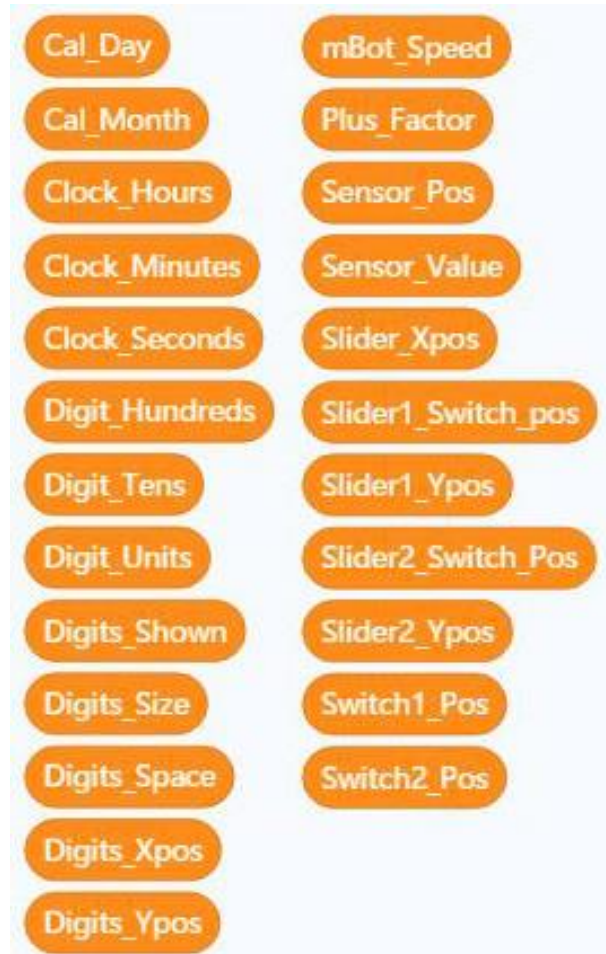 Cal_Day
Cal_Month
Clock_Hours
Clock_Minutes
Clock_Seconds
Digit_Hundreds
Digit_Tens
Digit_Units
Digits_Shown
Digits_Size
Digits_Space
Digits_Xpos
Digits_Ypos
mBot_Speed
Plus_Factor
Sensor_Pos
Sensor_Value
Slider_Xpos
Slider1_Switch_pos
Slider1_Ypos
Slider2_Switch_Pos
Slider2_Ypos
Switch1_Pos
Switch2_Pos